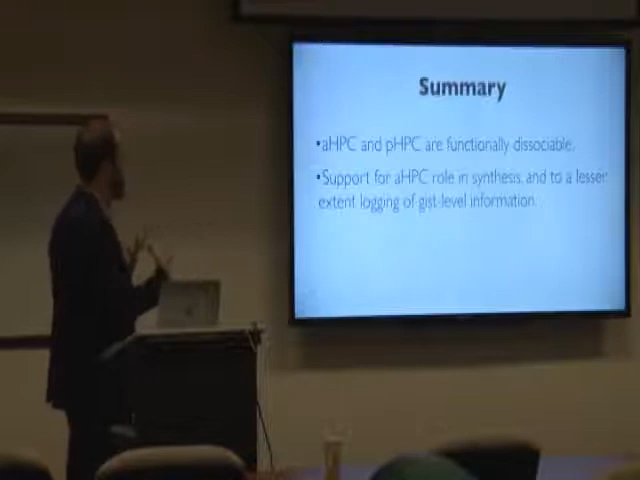 Summary
•aHPC and pHPC are functionally dissociable.
•Support for aHPC role in synthesis, and to a lesser
extent logging of gist-level information.